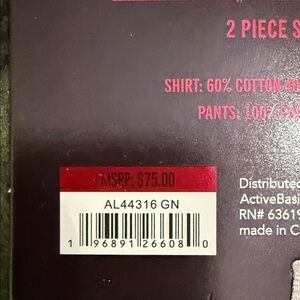 2 PIECE S
SHIRT: 60% COTTON
PANTS: 100%
MSRP: $75.00
AL44316 GN
1 96891 26608 0
Distributed
ActiveBasi
RN# 63619
made in C